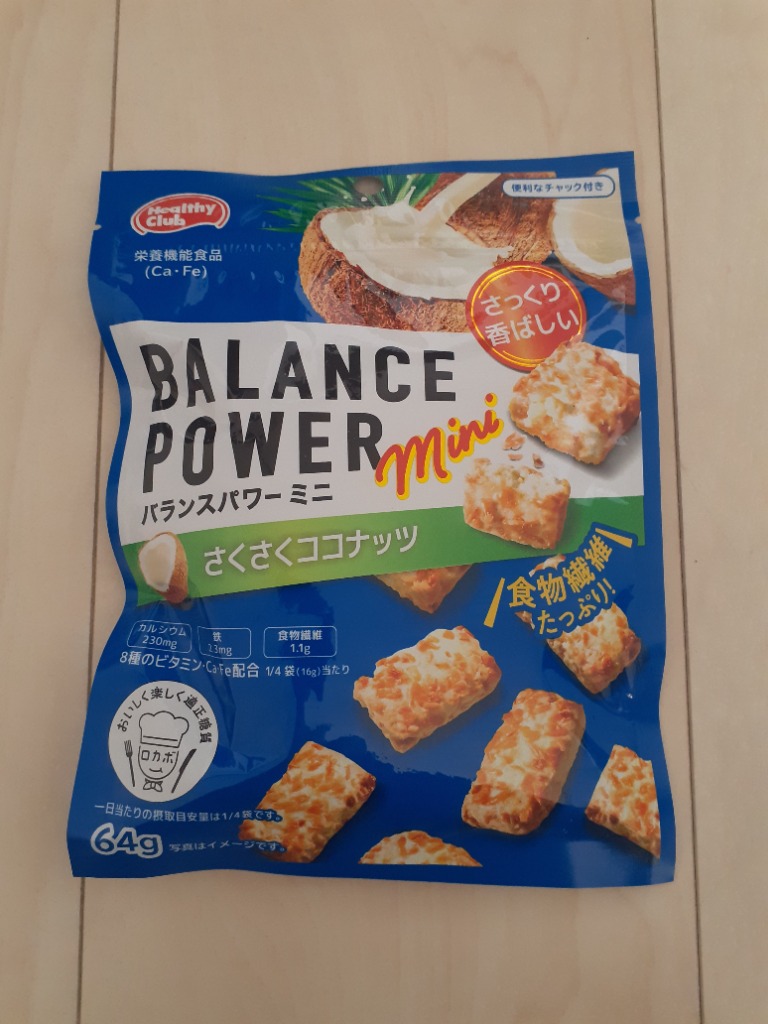 Healthy
Club
便利なチャック付き
栄養機能食品
(Ca・Fe)
さっくり
香ばしい
BALANCE
POWER
mini
バランスパワー ミニ
さくさくココナッツ
食物繊維
たっぷり!
カルシウム
230mg
鉄
食物繊維
1.1g
8種のビタミン・Ca・Fe配合 1/4 袋(16g)当たり
おいしく楽しく適正糖質
ロカボ
一日当たりの摂取目安量は1/4袋です。
64g 写真はイメージです。